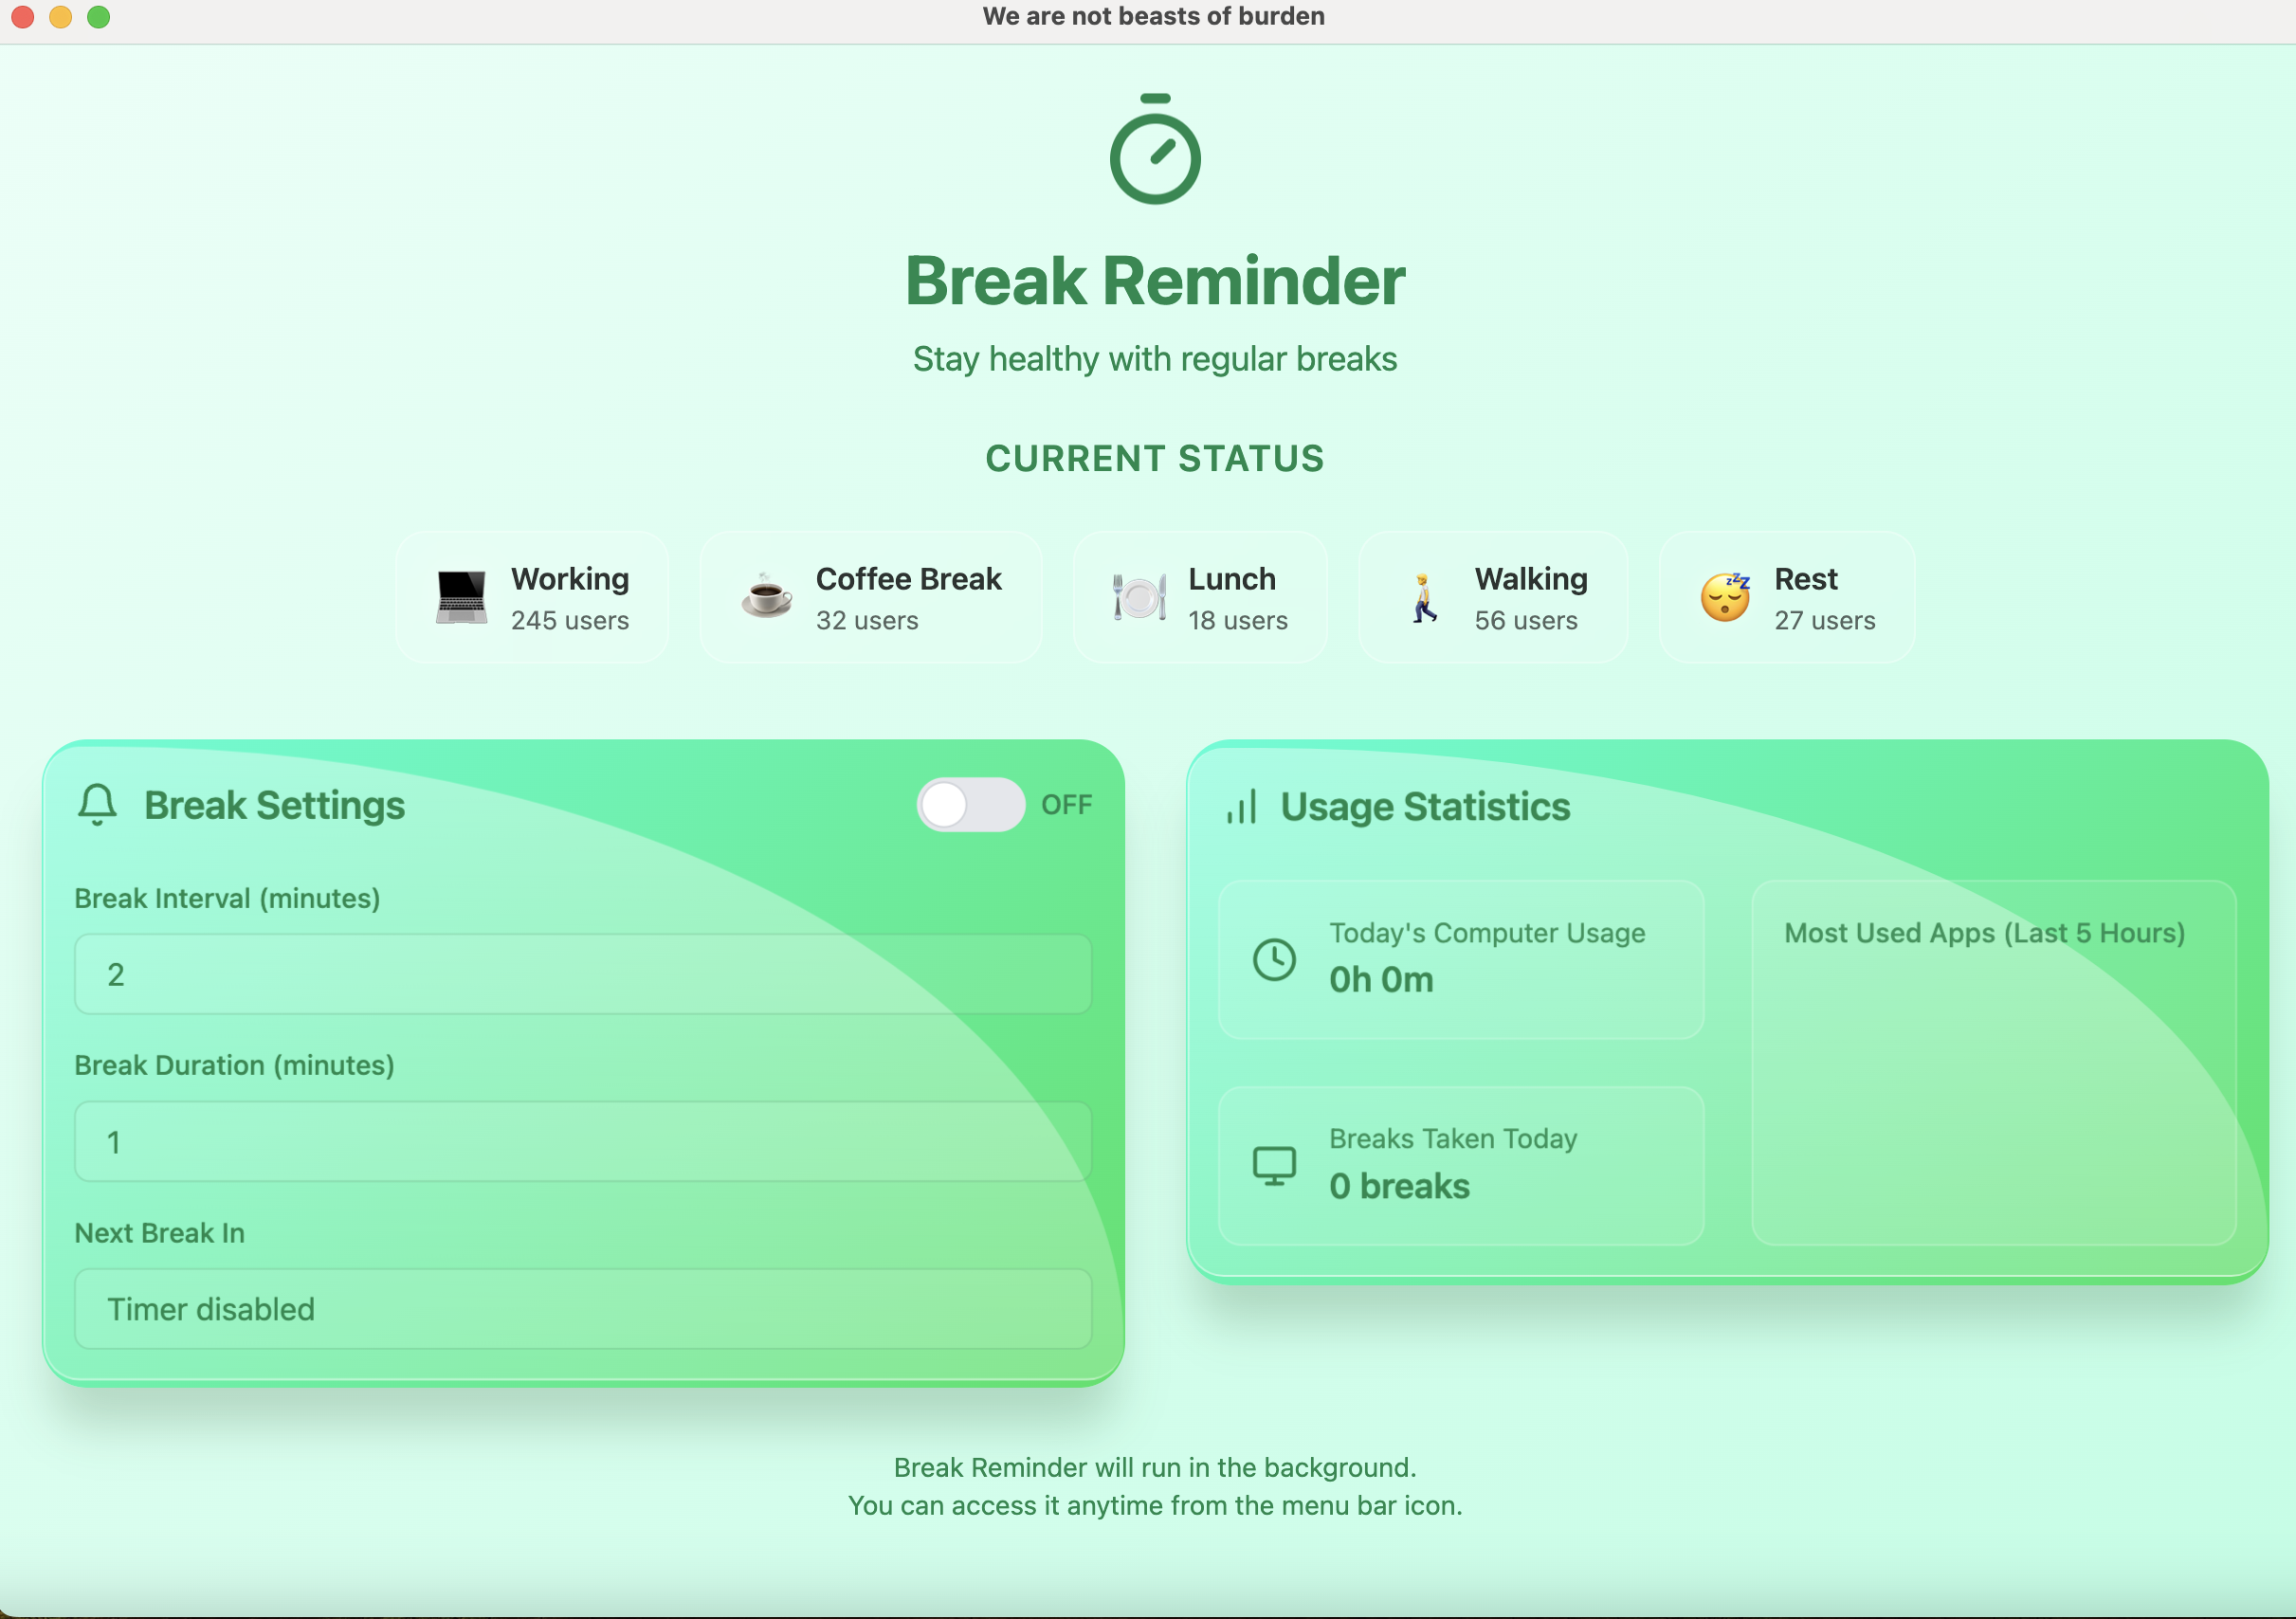 We are not beasts of burden
Break Reminder
Stay healthy with regular breaks
CURRENT STATUS
Working
245 users
Coffee Break
32 users
Lunch
18 users
Walking
56 users
Rest
27 users
Break Settings
OFF
Break Interval (minutes)
2
Break Duration (minutes)
1
Next Break In
Timer disabled
Usage Statistics
Today's Computer Usage
0h 0m
Breaks Taken Today
0 breaks
Most Used Apps (Last 5 Hours)
Break Reminder will run in the background.
You can access it anytime from the menu bar icon.